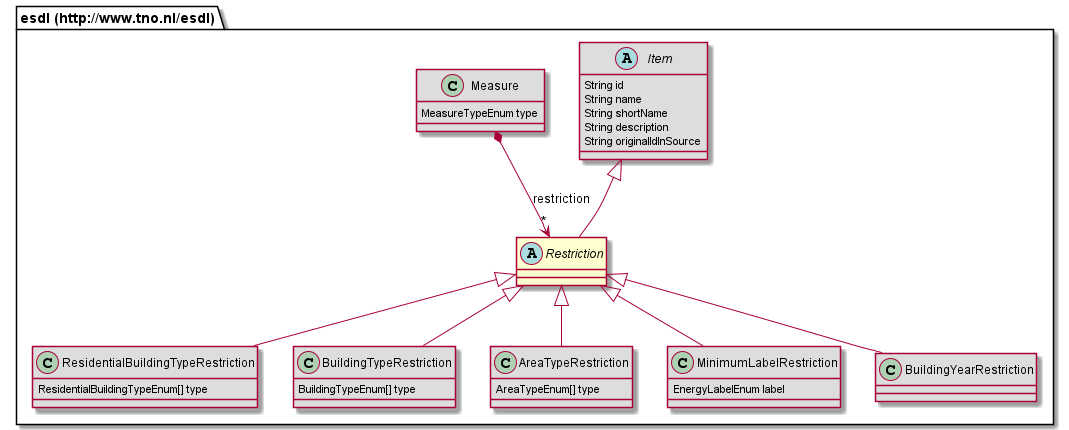 esdl (http://www.tno.nl/esdl)
A Item
String id
String name
String shortName
String description
String originalIdInSource
C Measure
MeasureTypeEnum type
restriction
*
A Restriction
C ResidentialBuildingTypeRestriction
ResidentialBuildingTypeEnum[] type
C BuildingTypeRestriction
BuildingTypeEnum[] type
C AreaTypeRestriction
AreaTypeEnum[] type
C MinimumLabelRestriction
EnergyLabelEnum label
C BuildingYearRestriction